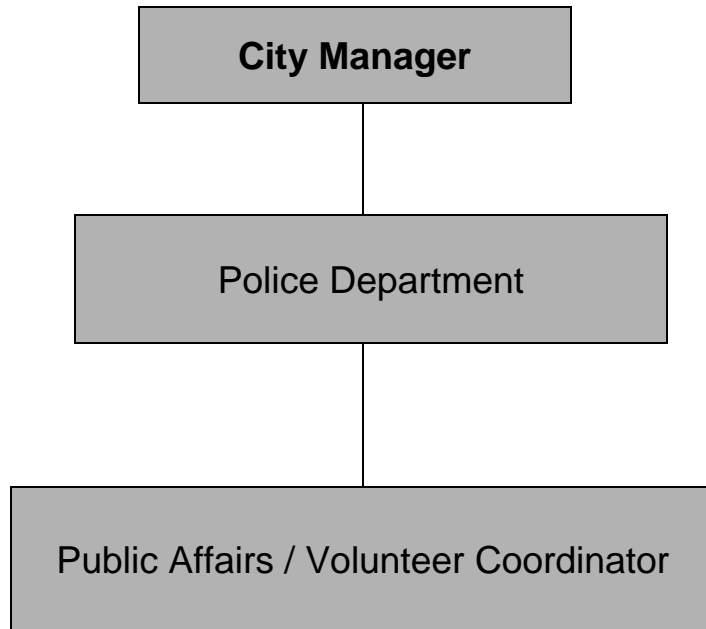 City Manager
Police Department
Public Affairs / Volunteer Coordinator